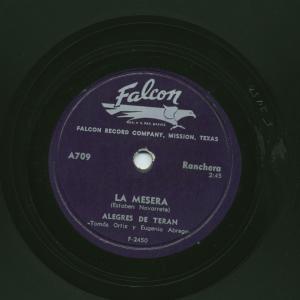 Falcon
FALCON RECORD COMPANY, MISSION, TEXAS
A709
Ranchera
2:45
LA MESERA
(Estaben Navarrete)
ALEGRES DE TERAN
-Tomás Ortiz y Eugenio Abrego-
F-2450